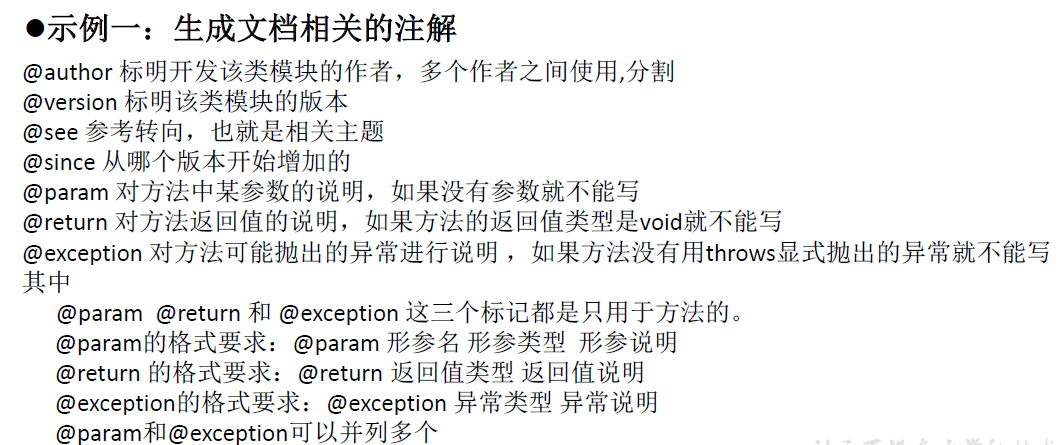 ●示例一：生成文档相关的注解
@author 标明开发该类模块的作者，多个作者之间使用,分割
@version 标明该类模块的版本
@see 参考转向，也就是相关主题
@since 从哪个版本开始增加的
@param 对方法中某参数的说明，如果没有参数就不能写
@return 对方法返回值的说明，如果方法的返回值类型是void就不能写
@exception 对方法可能抛出的异常进行说明 ，如果方法没有用throws显式抛出的异常就不能写
其中
@param @return 和 @exception 这三个标记都是只用于方法的。
@param的格式要求：@param 形参名 形参类型 形参说明
@return 的格式要求：@return 返回值类型 返回值说明
@exception的格式要求：@exception 异常类型 异常说明
@param和@exception可以并列多个